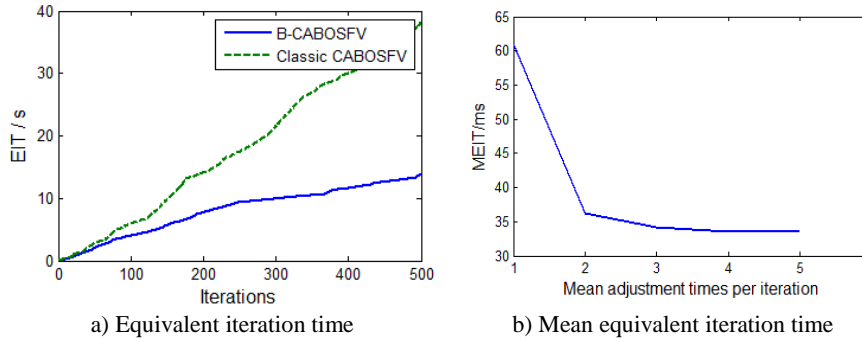 40
30
20
10
0
EIT / s
B-CABOSFV
Classic CABOSFV
0 100 200 300 400 500
Iterations
a) Equivalent iteration time
65
60
55
50
45
40
35
30
MEIT/ms
1 2 3 4 5
Mean adjustment times per iteration
b) Mean equivalent iteration time